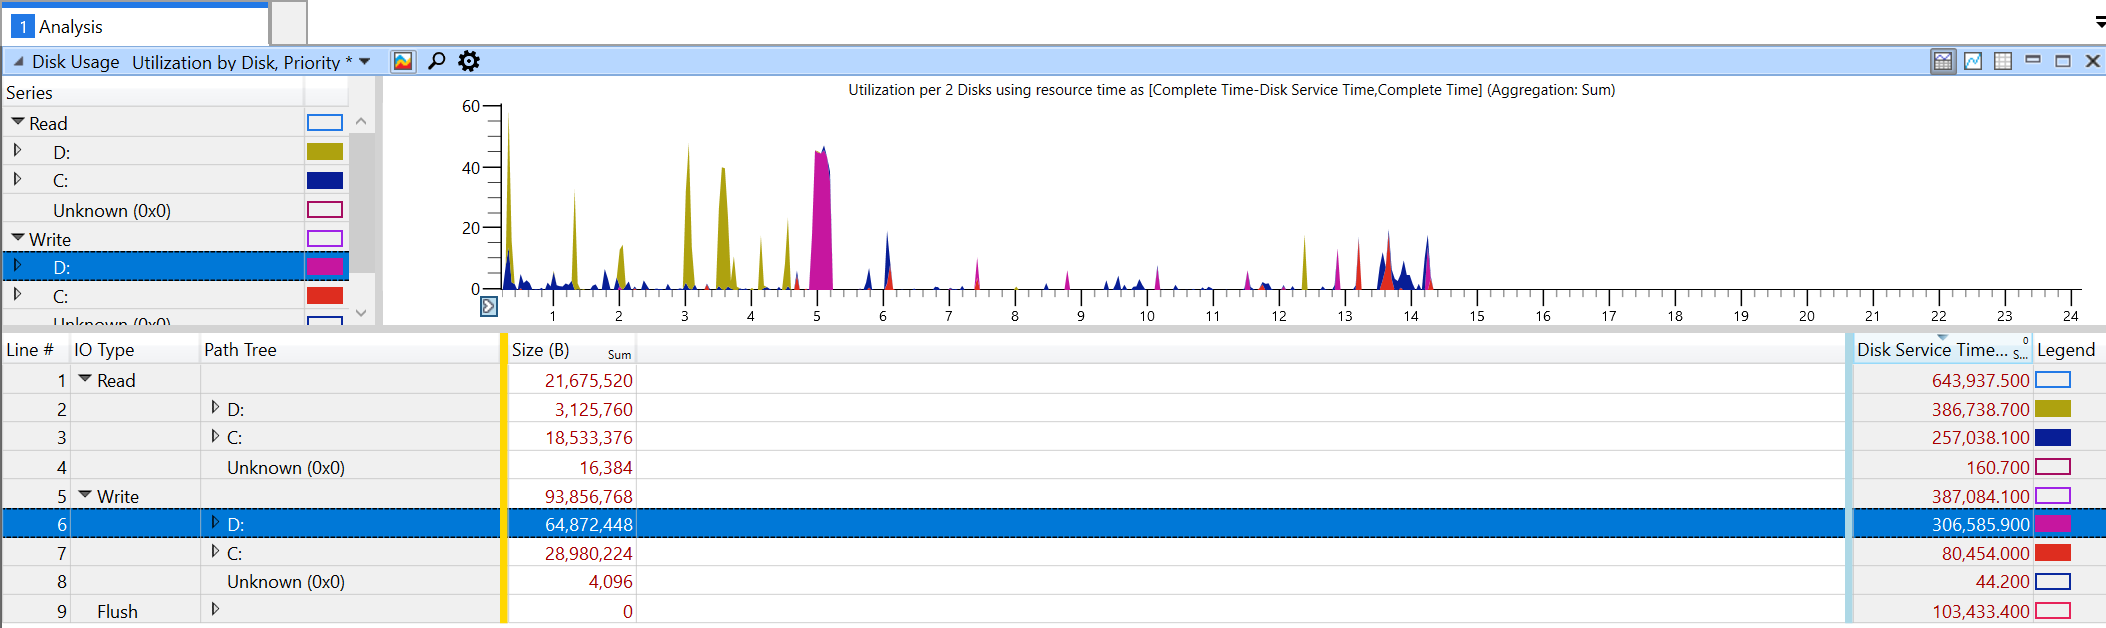 1 Analysis
Disk Usage Utilization by Disk, Priority *
Series
Read
D:
C:
Unknown (0x0)
Write
D:
C:
Unknown (0x0)
Utilization per 2 Disks using resource time as [Complete Time-Disk Service Time,Complete Time] (Aggregation: Sum)
60
40
20
0
1 2 3 4 5 6 7 8 9 10 11 12 13 14 15 16 17 18 19 20 21 22 23 24
Line # IO Type Path Tree Size (B) Sum Disk Service Time... 0 S... Legend
1 Read 21,675,520 643,937.500
2 D: 3,125,760 386,738.700
3 C: 18,533,376 257,038.100
4 Unknown (0x0) 16,384 160.700
5 Write 93,856,768 387,084.100
6 D: 64,872,448 306,585.900
7 C: 28,980,224 80,454.000
8 Unknown (0x0) 4,096 44.200
9 Flush 0 103,433.400